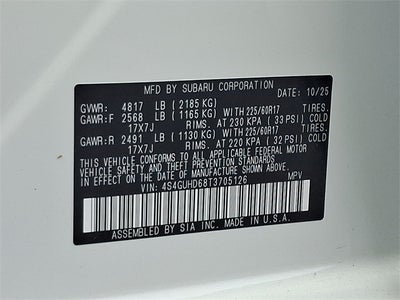 MFD BY SUBARU CORPORATION DATE: 10/25
GVWR: 4817 LB (2185 KG)
GAWR:F 2568 LB (1165 KG) WITH 225/60R17 TIRES.
17X7J RIMS. AT 230 KPA (33 PSI) COLD
GAWR:R 2491 LB (1130 KG) WITH 225/60R17 TIRES.
17X7J RIMS. AT 220 KPA (32 PSI) COLD
THIS VEHICLE CONFORMS TO ALL APPLICABLE FEDERAL MOTOR
VEHICLE SAFETY AND THEFT PREVENTION STANDARDS IN EFFECT
ON THE DATE OF MANUFACTURE SHOWN ABOVE.
VIN: 4S4GUHD68T3705126 MPV
ASSEMBLED BY SIA INC. MADE IN U.S.A.